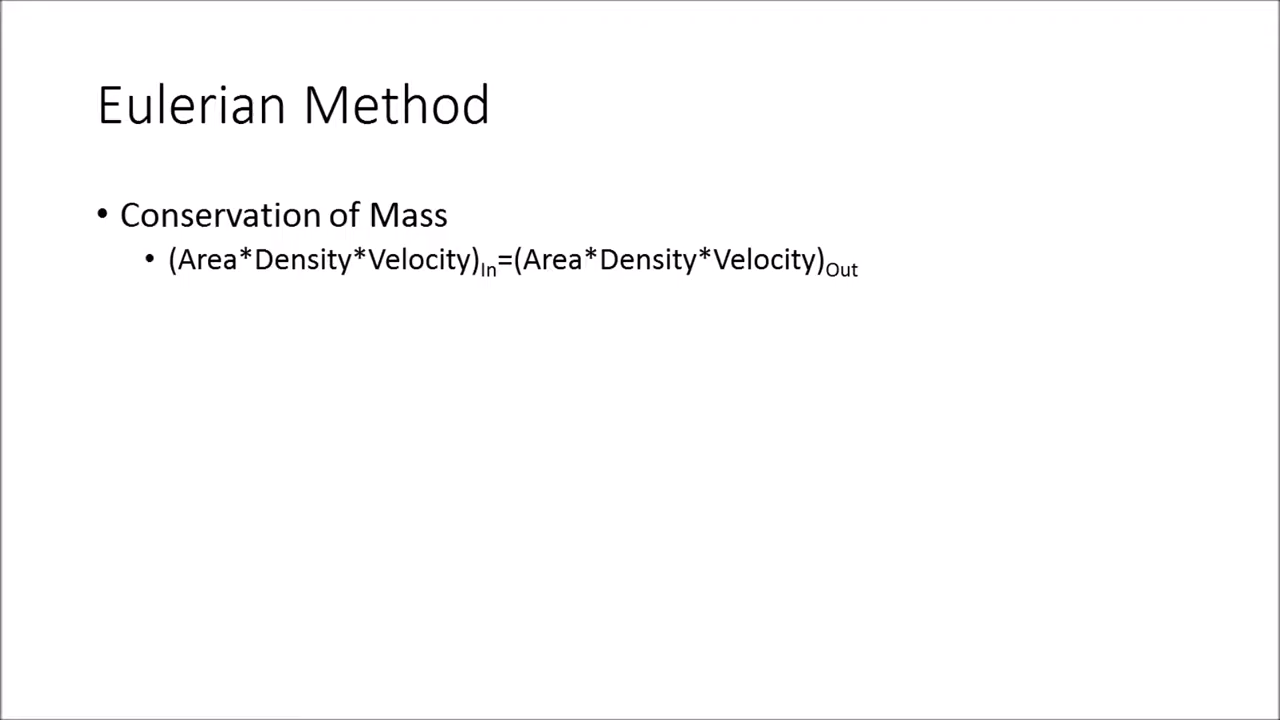 Eulerian Method
• Conservation of Mass
• (Area*Density*Velocity)In=(Area*Density*Velocity)Out